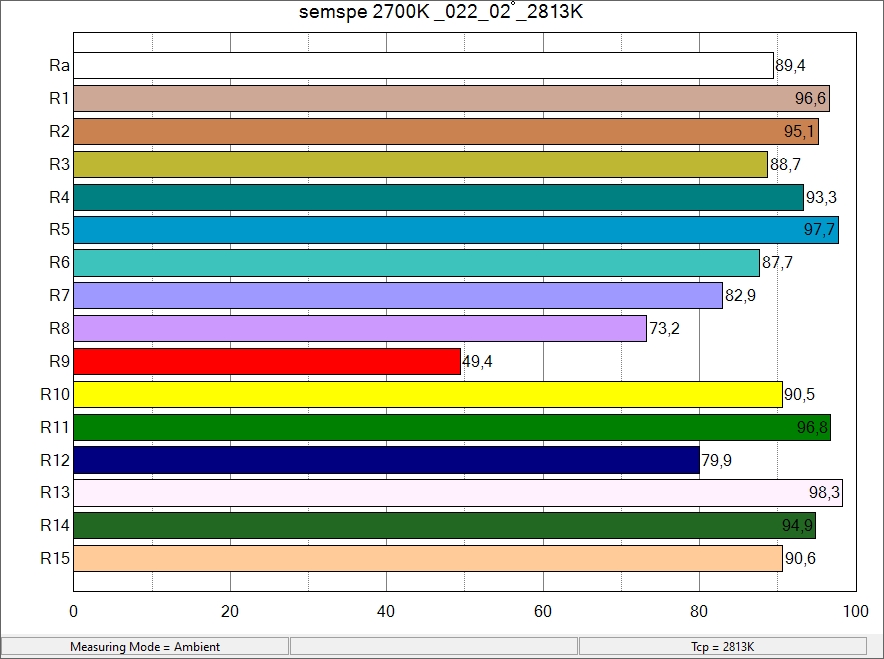 semspe 2700K _022_02°_2813K
Ra 89,4
R1 96,6
R2 95,1
R3 88,7
R4 93,3
R5 97,7
R6 87,7
R7 82,9
R8 73,2
R9 49,4
R10 90,5
R11 96,8
R12 79,9
R13 98,3
R14 94,9
R15 90,6
0 20 40 60 80 100
Measuring Mode = Ambient Tcp = 2813K